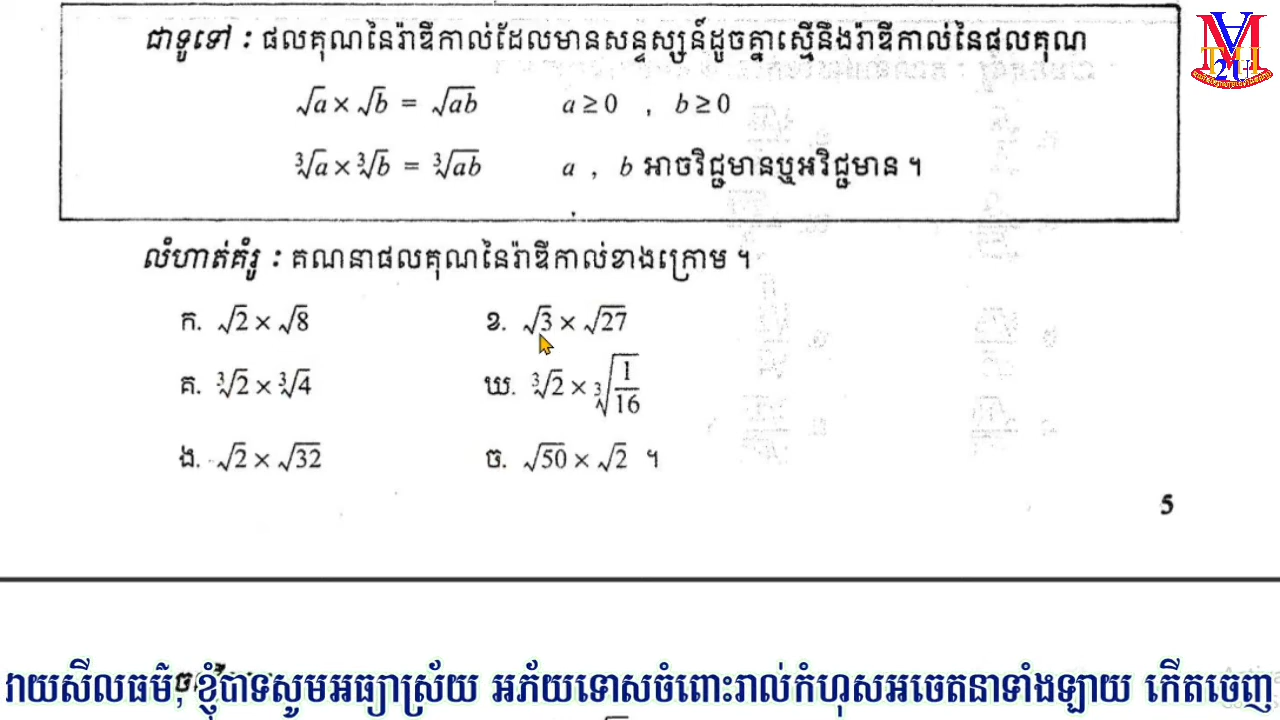 ជាទូទៅ : ផលគុណនៃរ៉ាឌីកាល់ដែលមានសន្ទស្សន៍ដូចគ្នាស្មើនឹងរ៉ាឌីកាល់នៃផលគុណ
√a × √b = √ab a ≥ 0 , b ≥ 0
∛a × ∛b = ∛ab a , b អាចវិជ្ជមានឬអវិជ្ជមាន ។
លំហាត់គំរូ : គណនាផលគុណនៃរ៉ាឌីកាល់ខាងក្រោម ។
ក. √2 × √8 ខ. √3 × √27
គ. ∛2 × ∛4 ឃ. ∛2 × ∛(1/16)
ង. √2 × √32 ច. √50 × √2 ។
5
វាយសីលធម៌, ខ្ញុំបាទសូមអធ្យាស្រ័យ អភ័យទោសចំពោះរាល់កំហុសអចេតនាទាំងឡាយ កើតចេញ